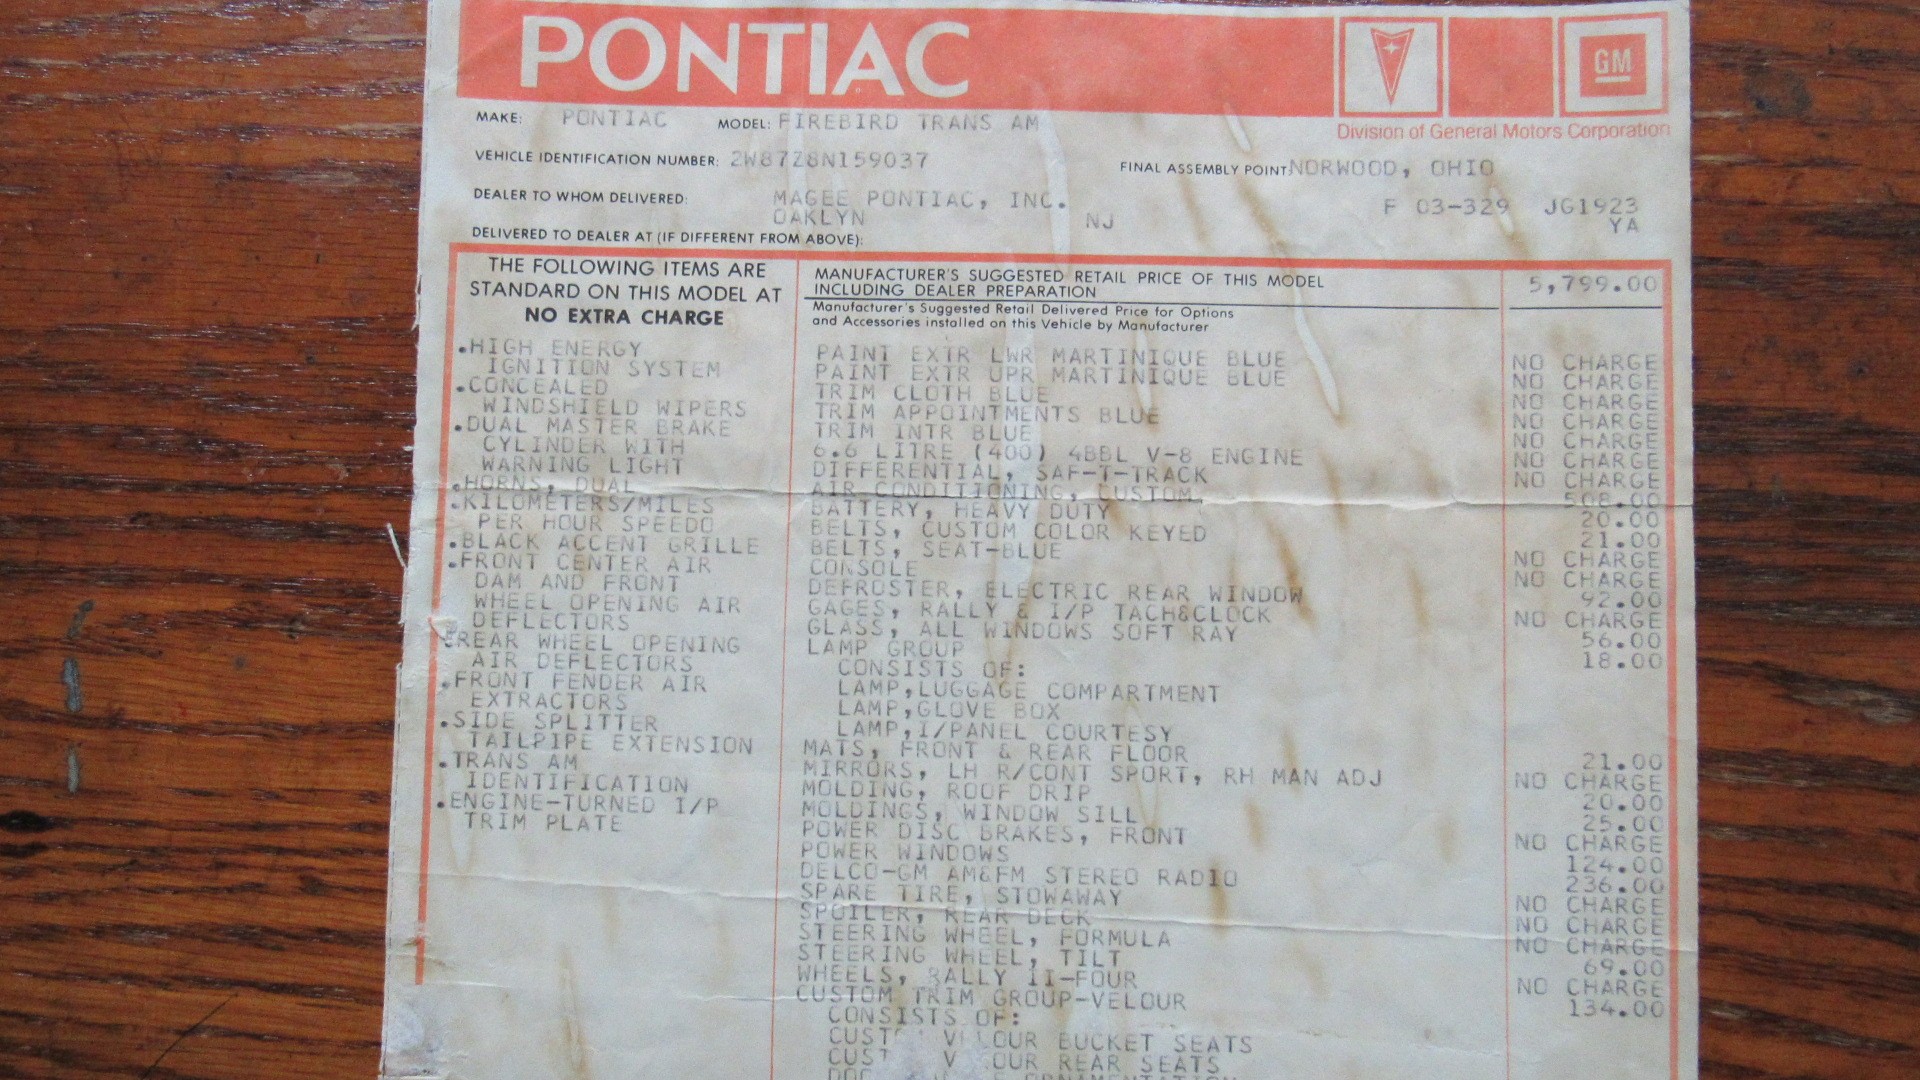 PONTIAC
GM
Division of General Motors Corporation
MAKE: PONTIAC MODEL: FIREBIRD TRANS AM
VEHICLE IDENTIFICATION NUMBER: 2W87Z8N159037
FINAL ASSEMBLY POINT: NORWOOD, OHIO
DEALER TO WHOM DELIVERED: MAGEE PONTIAC, INC.
OAKLYN NJ
F 03-329 JG1923
YA
DELIVERED TO DEALER AT (IF DIFFERENT FROM ABOVE):
THE FOLLOWING ITEMS ARE
STANDARD ON THIS MODEL AT
NO EXTRA CHARGE
.HIGH ENERGY
IGNITION SYSTEM
.CONCEALED
WINDSHIELD WIPERS
.DUAL MASTER BRAKE
CYLINDER WITH
WARNING LIGHT
.HORNS, DUAL
.KILOMETERS/MILES
PER HOUR SPEEDO
.BLACK ACCENT GRILLE
.FRONT CENTER AIR
DAM AND FRONT
WHEEL OPENING AIR
DEFLECTORS
.REAR WHEEL OPENING
AIR DEFLECTORS
.FRONT FENDER AIR
EXTRACTORS
.SIDE SPLITTER
TAILPIPE EXTENSION
.TRANS AM
IDENTIFICATION
.ENGINE-TURNED I/P
TRIM PLATE
MANUFACTURER'S SUGGESTED RETAIL PRICE OF THIS MODEL
INCLUDING DEALER PREPARATION 5,799.00
Manufacturer's Suggested Retail Delivered Price for Options
and Accessories installed on this Vehicle by Manufacturer
PAINT EXTR LWR MARTINIQUE BLUE NO CHARGE
PAINT EXTR UPR MARTINIQUE BLUE NO CHARGE
TRIM CLOTH BLUE NO CHARGE
TRIM APPOINTMENTS BLUE NO CHARGE
TRIM INTR BLUE NO CHARGE
6.6 LITRE (400) 4BBL V-8 ENGINE NO CHARGE
DIFFERENTIAL, SAF-T-TRACK NO CHARGE
AIR CONDITIONING, CUSTOM 508.00
BATTERY, HEAVY DUTY 20.00
BELTS, CUSTOM COLOR KEYED 21.00
BELTS, SEAT-BLUE NO CHARGE
CONSOLE NO CHARGE
DEFROSTER, ELECTRIC REAR WINDOW 92.00
GAGES, RALLY & I/P TACH&CLOCK NO CHARGE
GLASS, ALL WINDOWS SOFT RAY 56.00
LAMP GROUP 18.00
CONSISTS OF:
LAMP,LUGGAGE COMPARTMENT
LAMP,GLOVE BOX
LAMP,I/PANEL COURTESY
MATS, FRONT & REAR FLOOR 21.00
MIRRORS, LH R/CONT SPORT, RH MAN ADJ NO CHARGE
MOLDING, ROOF DRIP 20.00
MOLDINGS, WINDOW SILL 25.00
POWER DISC BRAKES, FRONT NO CHARGE
POWER WINDOWS 124.00
DELCO-GM AM&FM STEREO RADIO 236.00
SPARE TIRE, STOWAWAY NO CHARGE
SPOILER, REAR DECK NO CHARGE
STEERING WHEEL, FORMULA NO CHARGE
STEERING WHEEL, TILT 69.00
WHEELS, RALLY II-FOUR NO CHARGE
CUSTOM TRIM GROUP-VELOUR 134.00
CONSISTS OF:
BUCKET SEATS
REAR SEATS